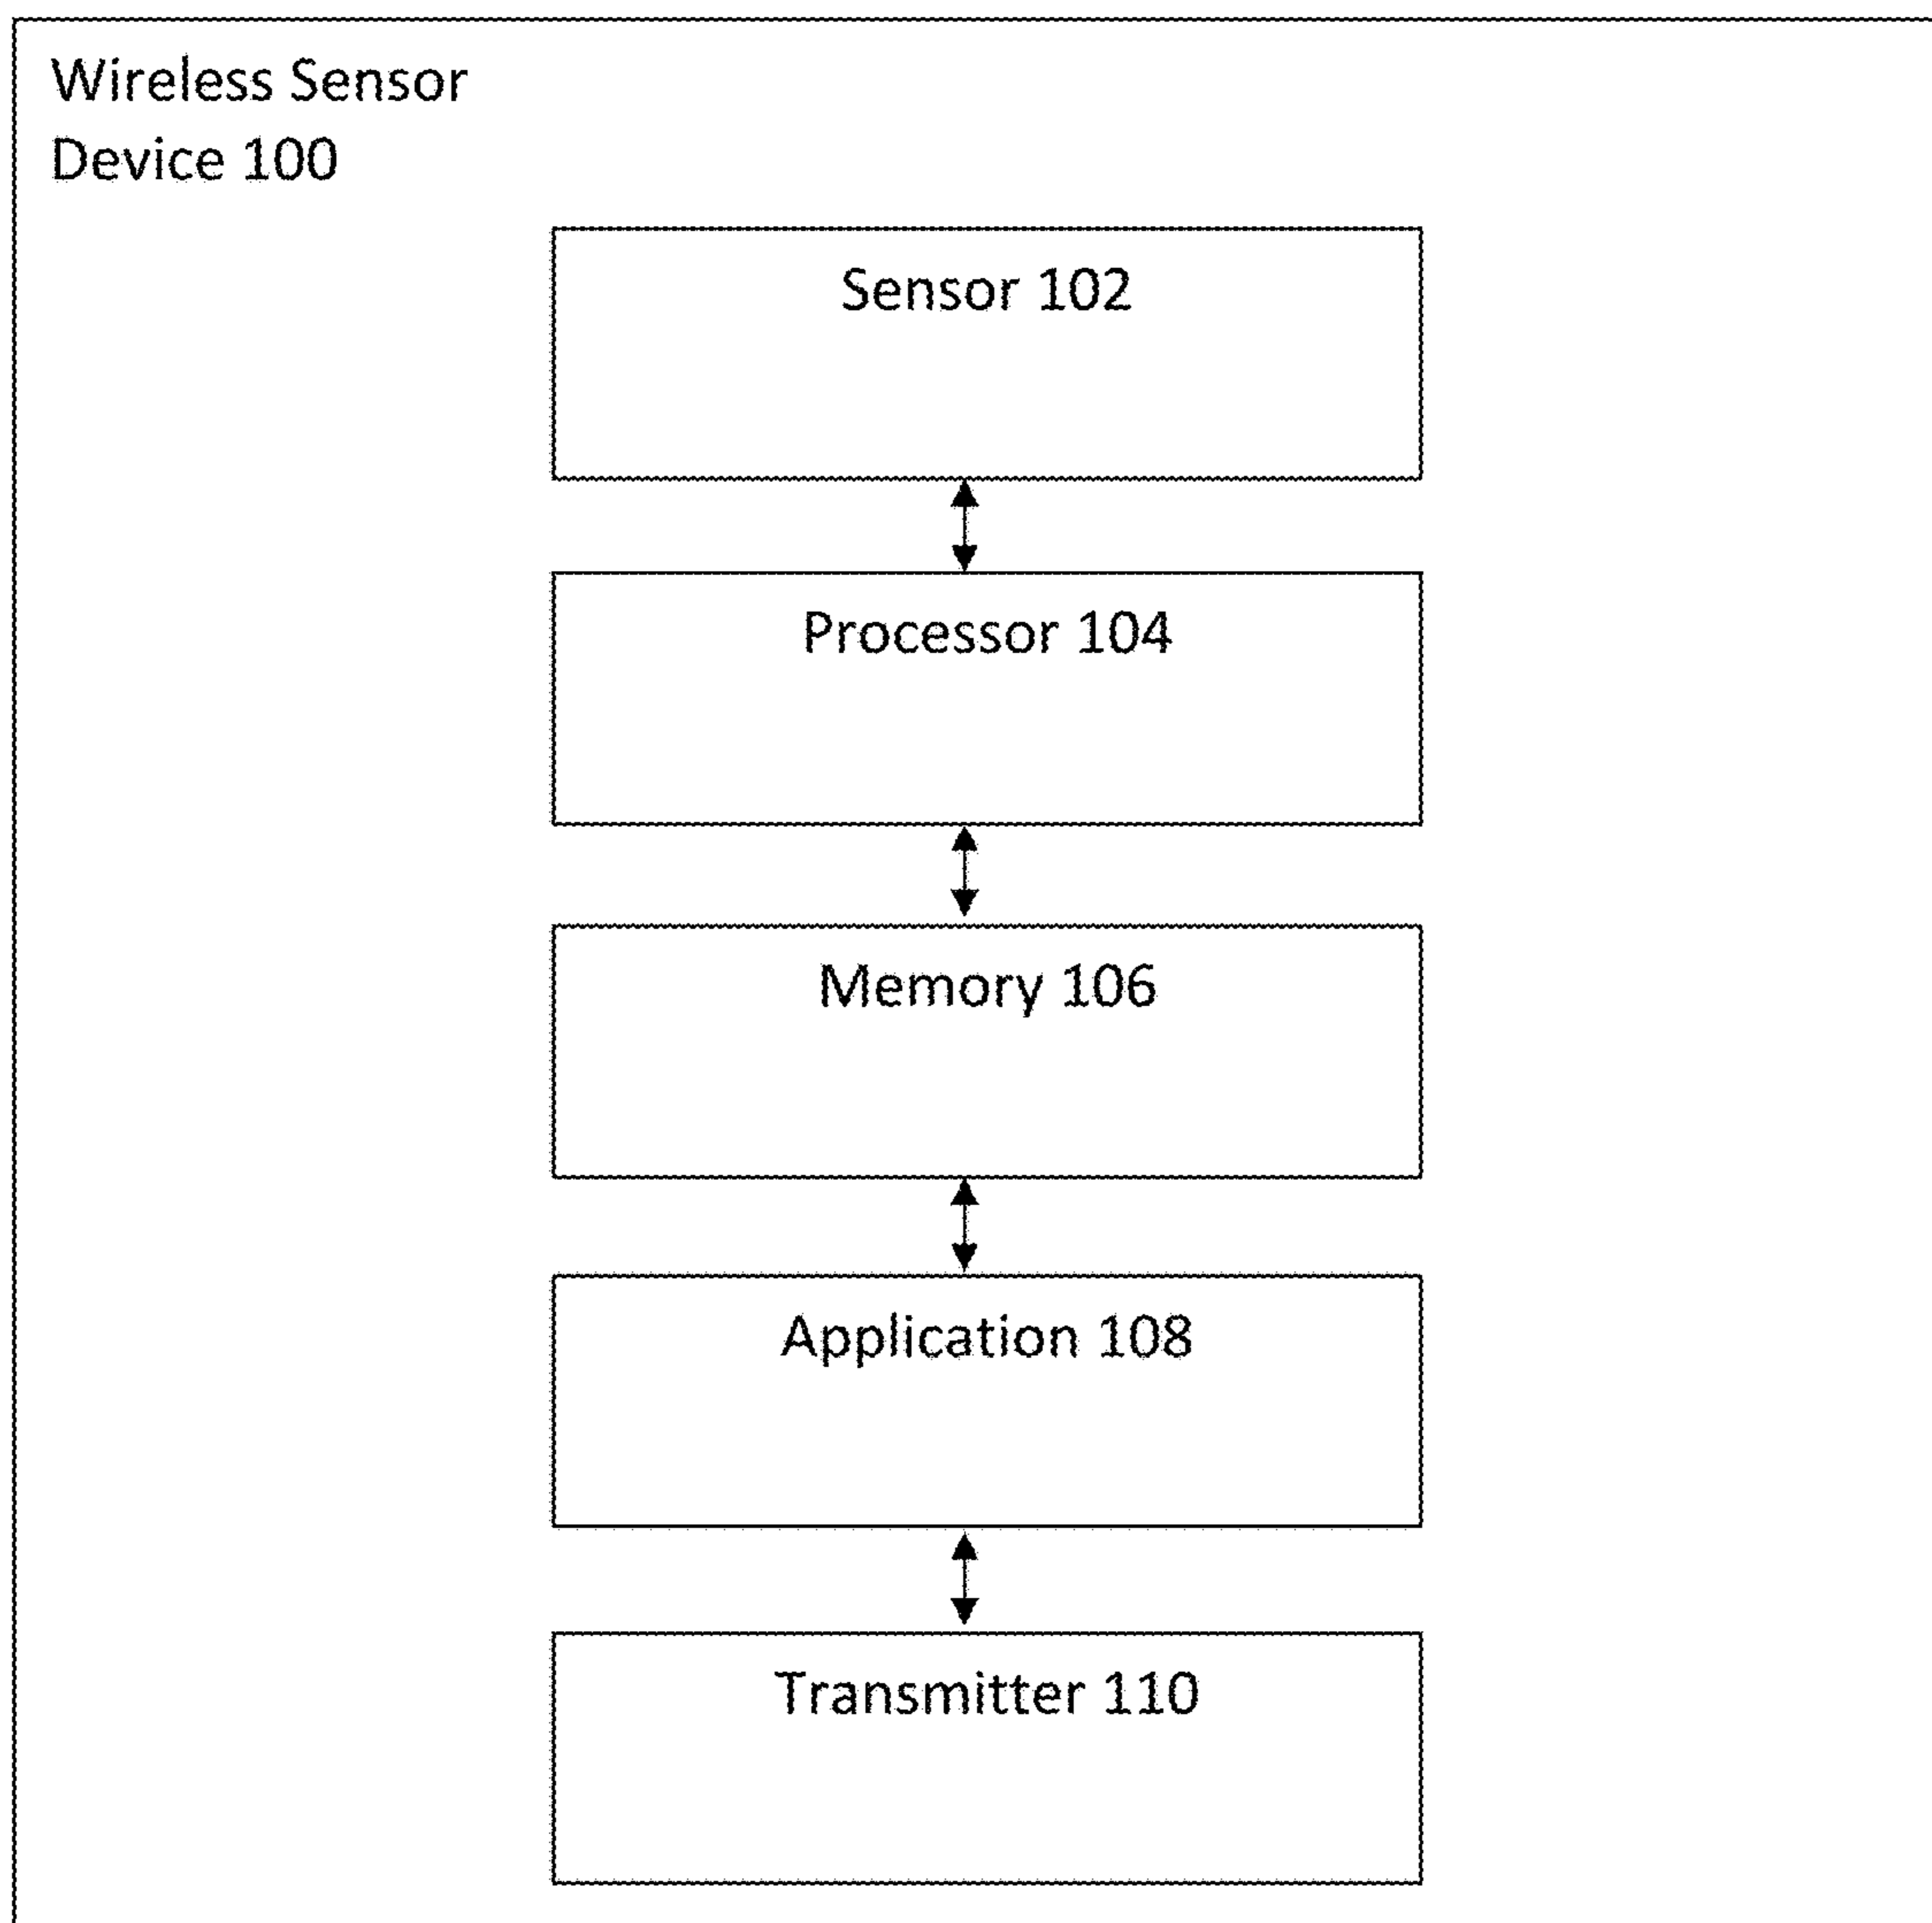 Wireless Sensor
Device 100
Sensor 102
Processor 104
Memory 106
Application 108
Transmitter 110